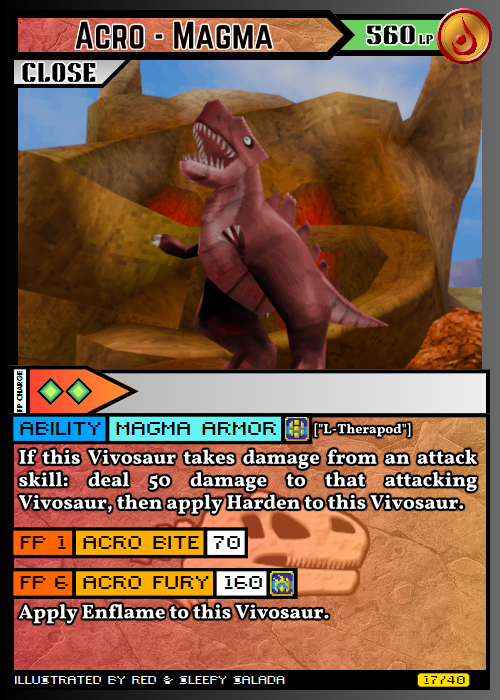 Acro - Magma
560 LP
CLOSE
FP CHARGE
ABILITY MAGMA ARMOR ["L-Therapod"]
If this Vivosaur takes damage from an attack
skill: deal 50 damage to that attacking
Vivosaur, then apply Harden to this Vivosaur.
FP 1 ACRO BITE 70
FP 6 ACRO FURY 160
Apply Enflame to this Vivosaur.
ILLUSTRATED BY RED & SLEEPY SALADA
17/40